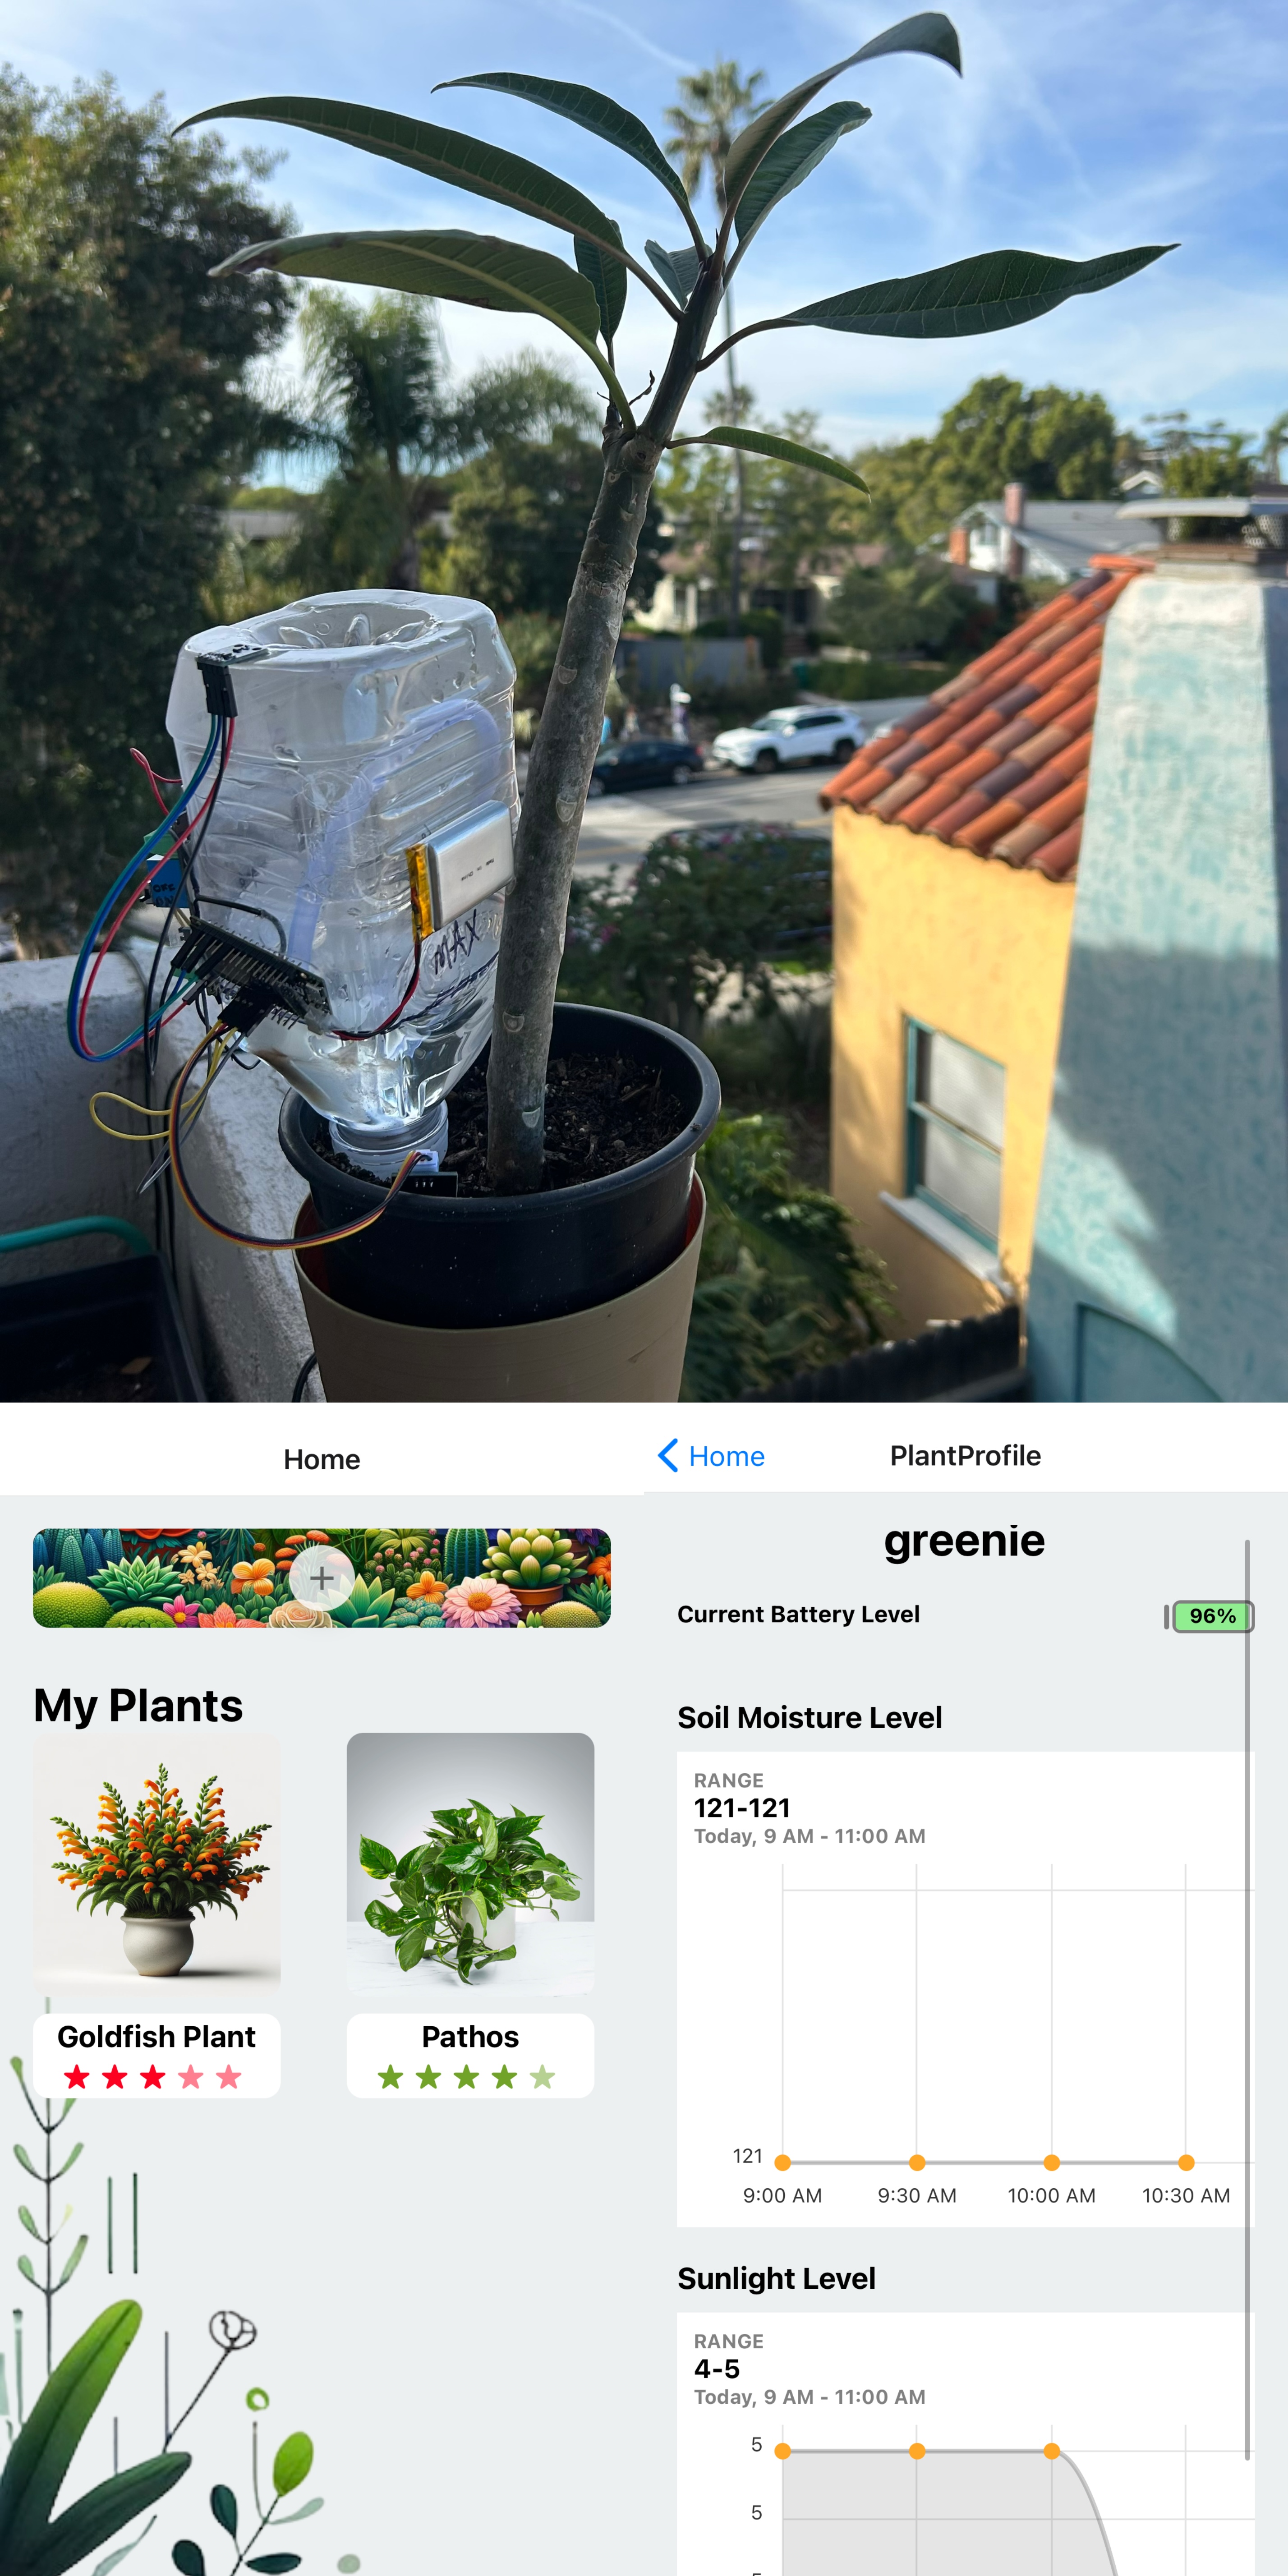 OFF
ON
MAX
Home
My Plants
Goldfish Plant
Pathos
Home
PlantProfile
greenie
Current Battery Level
96%
Soil Moisture Level
RANGE
121-121
Today, 9 AM - 11:00 AM
121
9:00 AM 9:30 AM 10:00 AM 10:30 AM
Sunlight Level
RANGE
4-5
Today, 9 AM - 11:00 AM
5
5